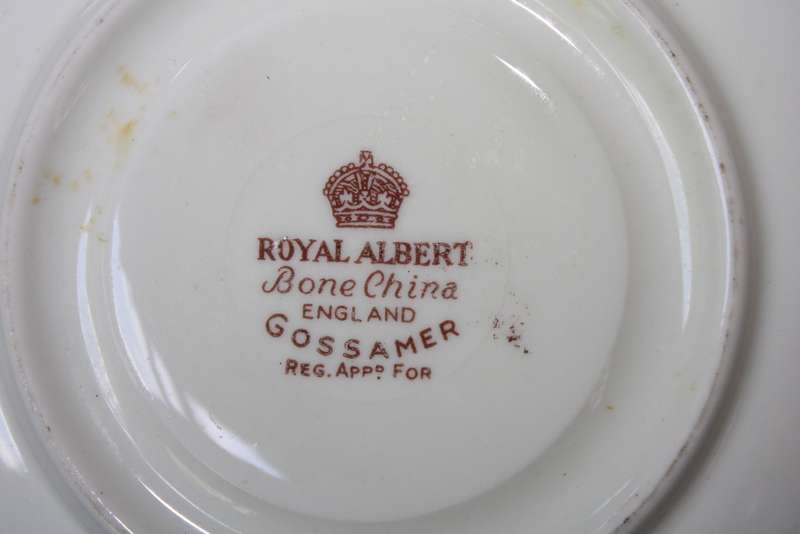 ROYAL ALBERT
Bone China
ENGLAND
GOSSAMER
REG. APPD FOR